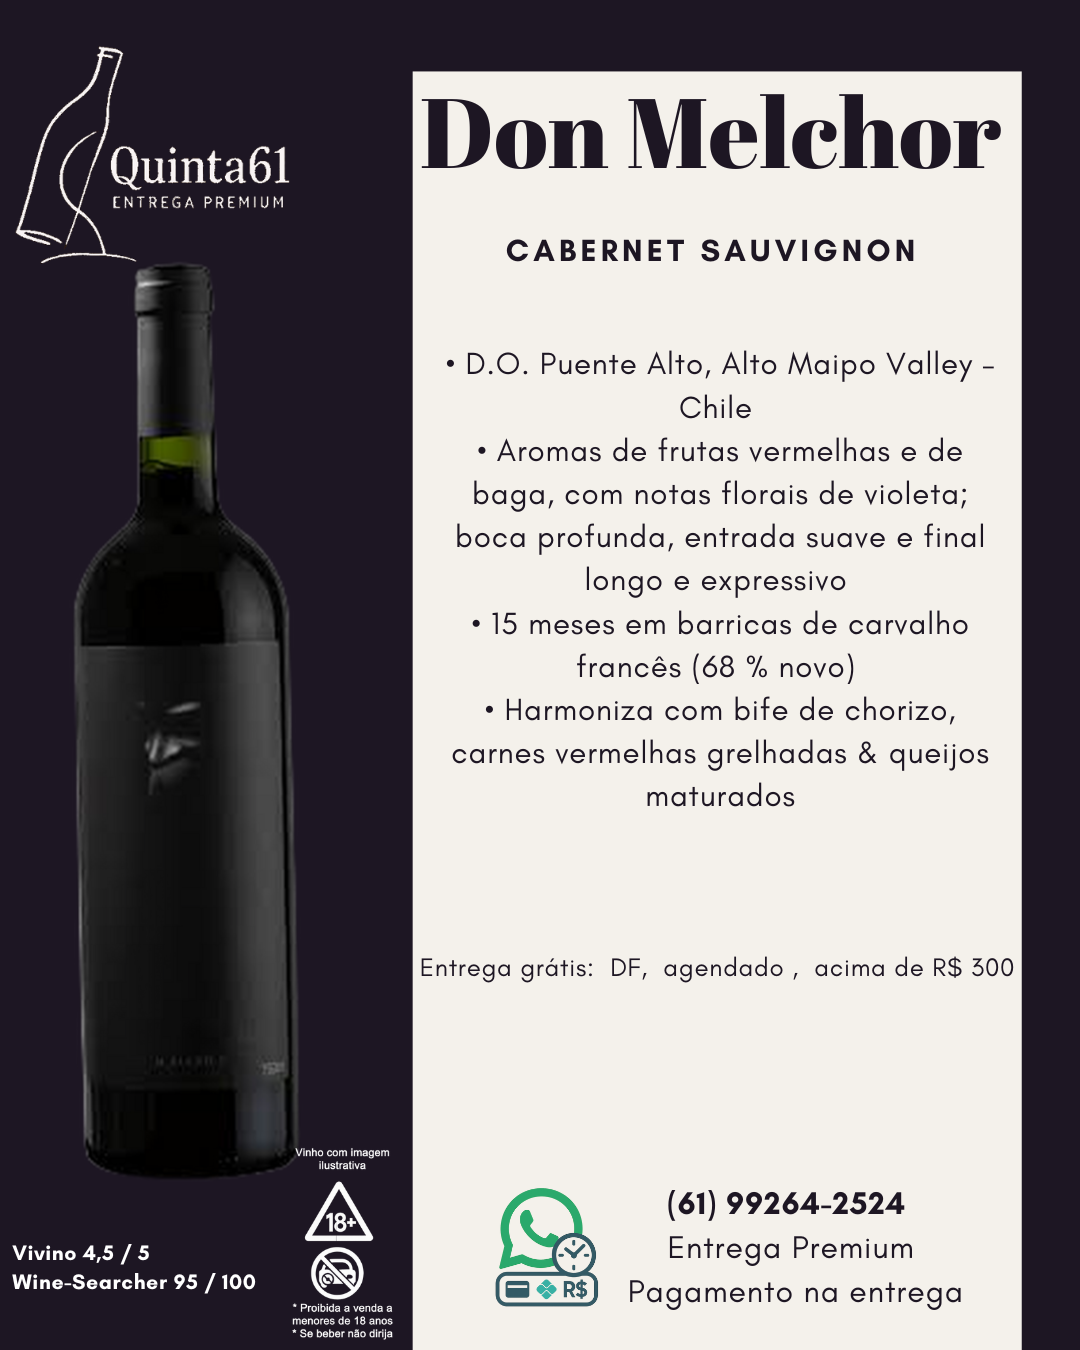 Quinta61
ENTREGA PREMIUM
Don Melchor
CABERNET SAUVIGNON
• D.O. Puente Alto, Alto Maipo Valley –
Chile
• Aromas de frutas vermelhas e de
baga, com notas florais de violeta;
boca profunda, entrada suave e final
longo e expressivo
• 15 meses em barricas de carvalho
francês (68 % novo)
• Harmoniza com bife de chorizo,
carnes vermelhas grelhadas & queijos
maturados
Entrega grátis:  DF,  agendado ,  acima de R$ 300
Vinho com imagem
ilustrativa
18+
* Proibida a venda a
menores de 18 anos
* Se beber não dirija
Vivino 4,5 / 5
Wine-Searcher 95 / 100
R$
(61) 99264-2524
Entrega Premium
Pagamento na entrega